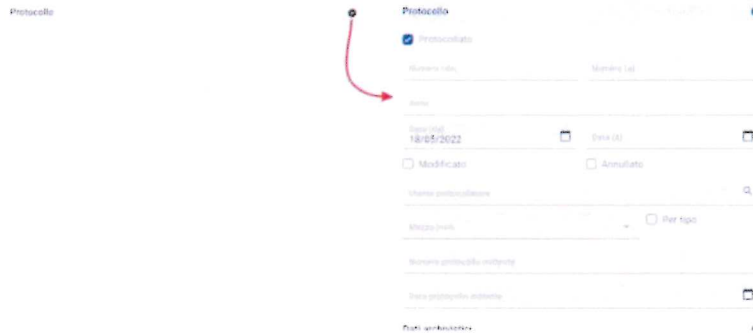 Protocollo
Protocollo
Protocollato
Numero (da)
Numero (a)
Anno
Data (da)
18/05/2022
Data (a)
Modificato
Annullato
Utente protocollatore
Mezzo invio
Per tipo
Numero protocollo mittente
Data protocollo mittente
Dati archivistici